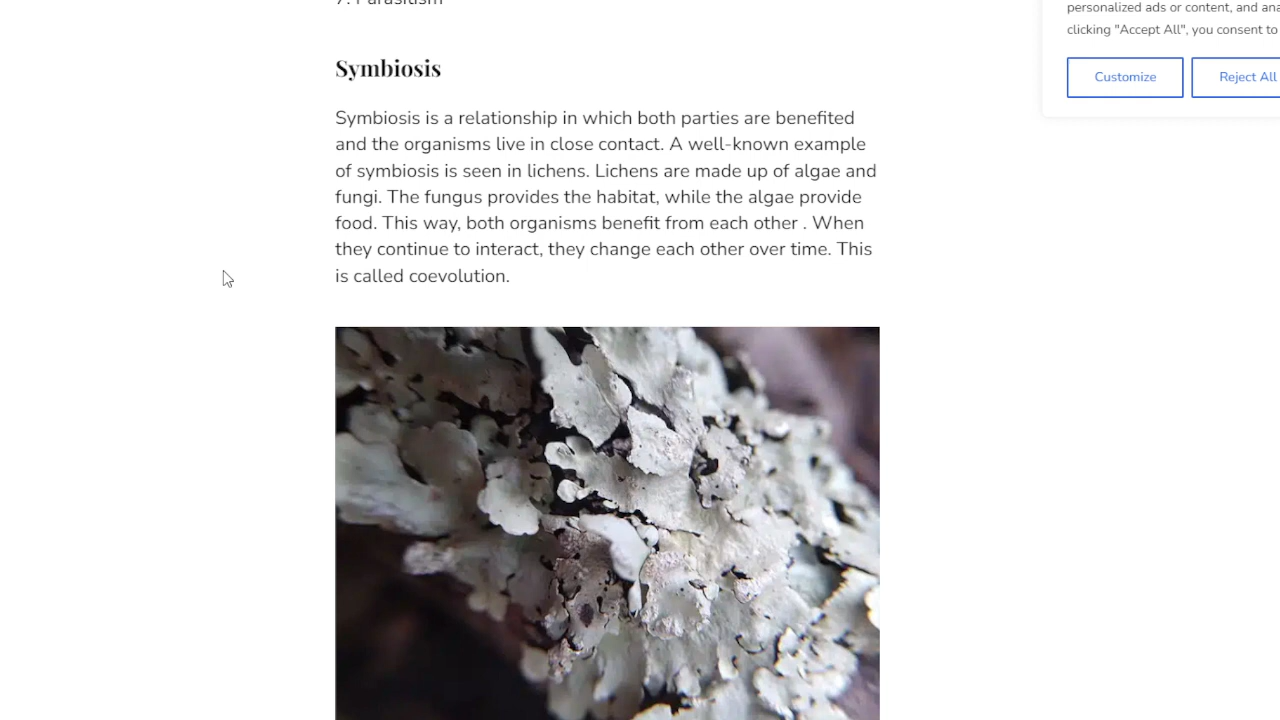 7. Parasitism
personalized ads or content, and ana
clicking "Accept All", you consent to
Customize
Reject All
Symbiosis
Symbiosis is a relationship in which both parties are benefited
and the organisms live in close contact. A well-known example
of symbiosis is seen in lichens. Lichens are made up of algae and
fungi. The fungus provides the habitat, while the algae provide
food. This way, both organisms benefit from each other . When
they continue to interact, they change each other over time. This
is called coevolution.